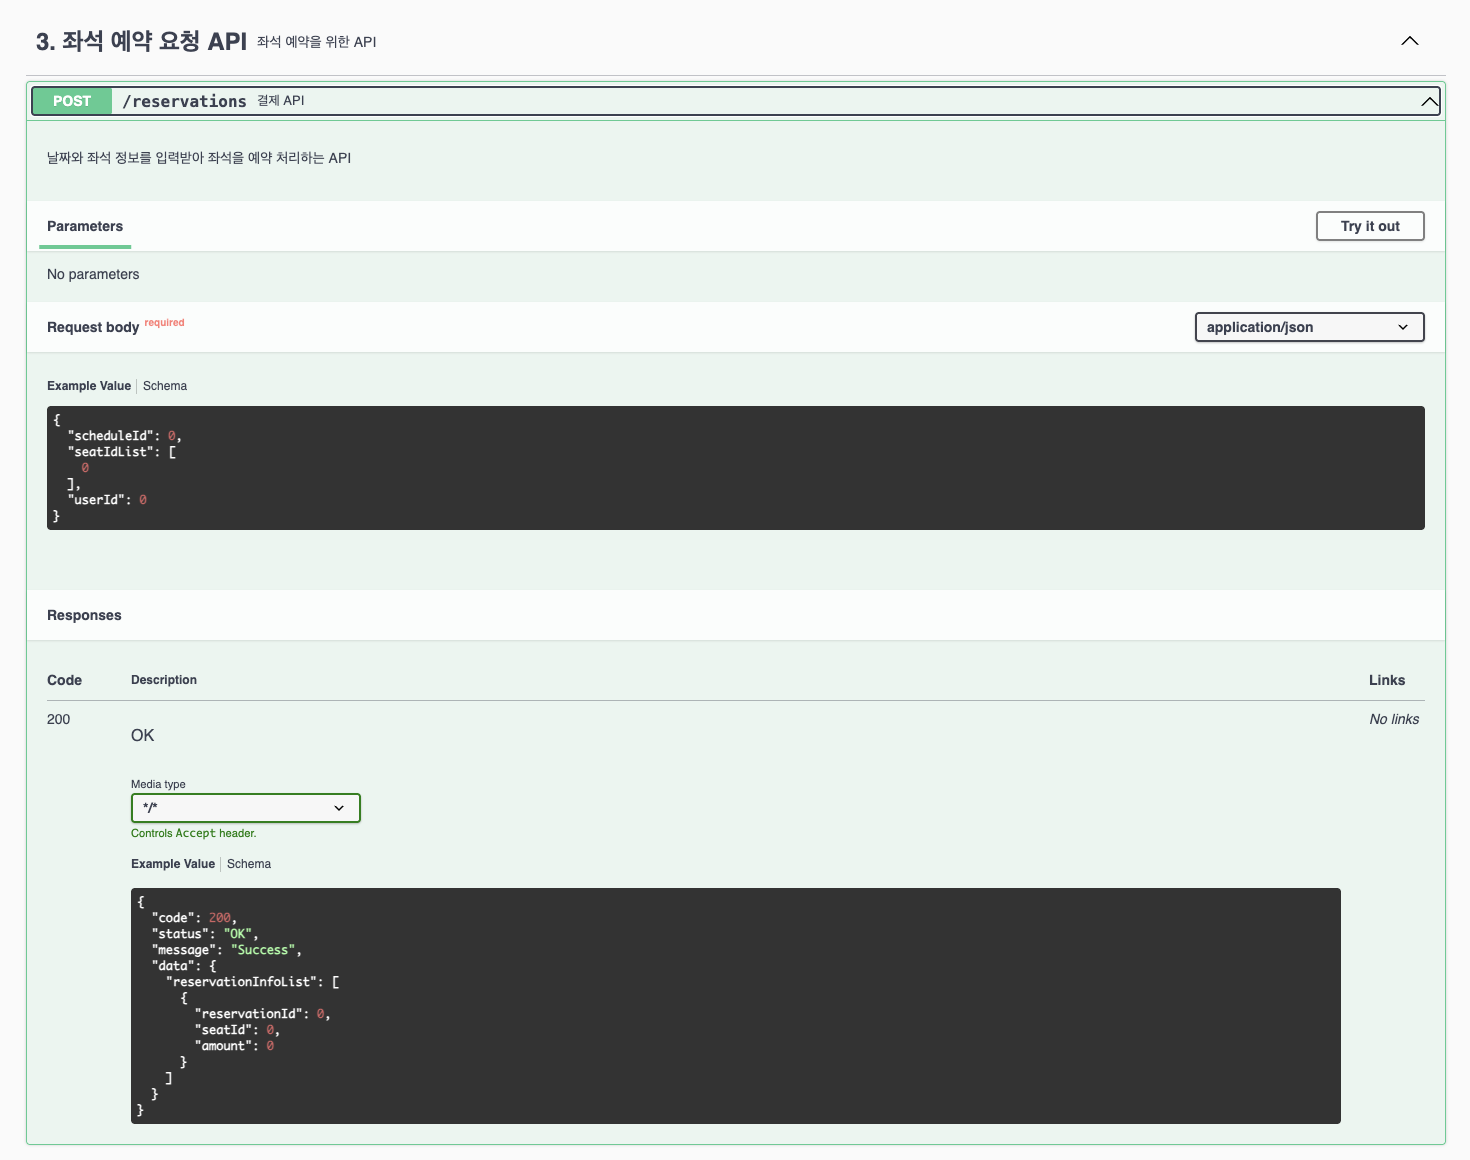 3. 좌석 예약 요청 API 좌석 예약을 위한 API
POST /reservations 결제 API
날짜와 좌석 정보를 입력받아 좌석을 예약 처리하는 API
Parameters
Try it out
No parameters
Request body required
application/json
Example Value Schema
{
  "scheduleId": 0,
  "seatIdList": [
    0
  ],
  "userId": 0
}
Responses
Code Description Links
200 OK No links
Media type
*/*
Controls Accept header.
Example Value Schema
{
  "code": 200,
  "status": "OK",
  "message": "Success",
  "data": {
    "reservationInfoList": [
      {
        "reservationId": 0,
        "seatId": 0,
        "amount": 0
      }
    ]
  }
}